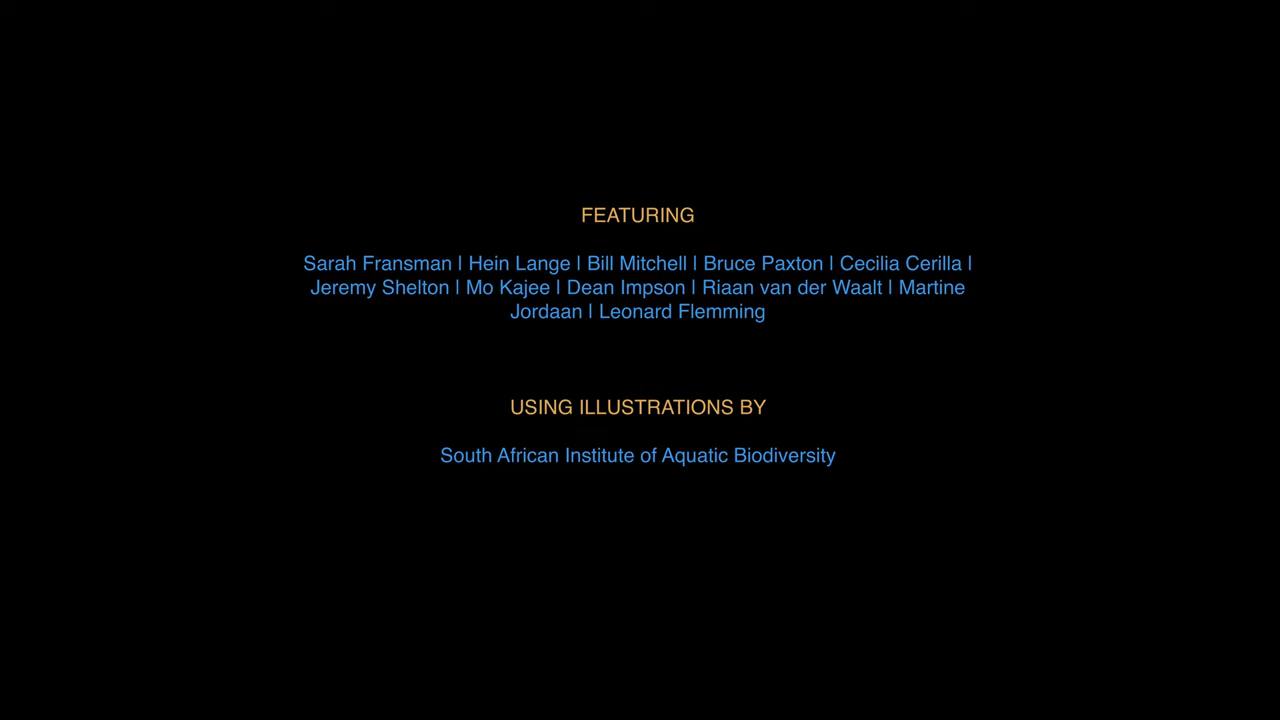 FEATURING
Sarah Fransman | Hein Lange | Bill Mitchell | Bruce Paxton | Cecilia Cerilla |
Jeremy Shelton | Mo Kajee | Dean Impson | Riaan van der Waalt | Martine
Jordaan | Leonard Flemming
USING ILLUSTRATIONS BY
South African Institute of Aquatic Biodiversity